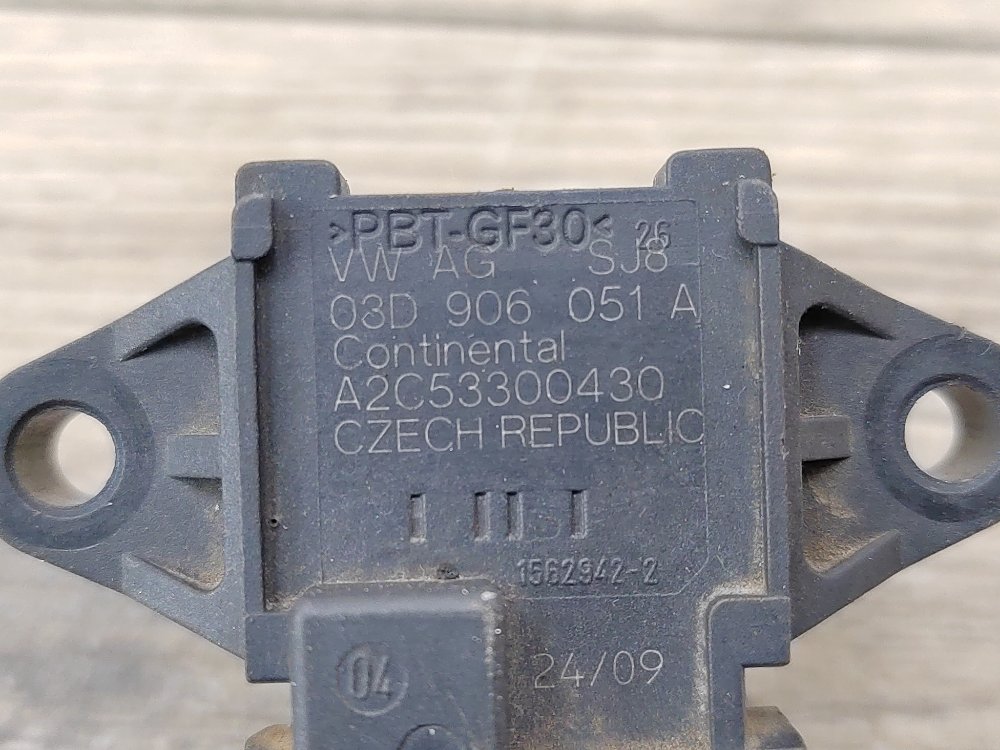 >PBT-GF30< 26
VW AG SJ8
03D 906 051 A
Continental
A2C53300430
CZECH REPUBLIC
1562942-2
24/09
04